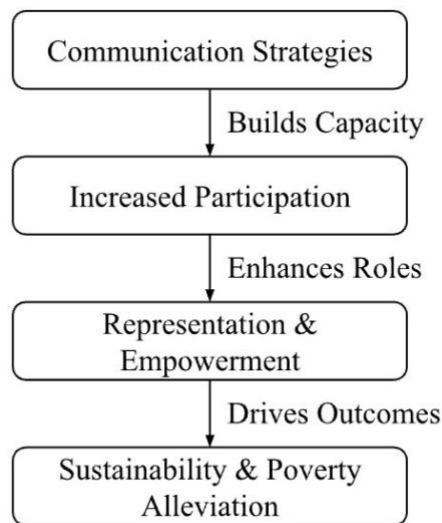 Communication Strategies
Builds Capacity
Increased Participation
Enhances Roles
Representation &
Empowerment
Drives Outcomes
Sustainability & Poverty
Alleviation